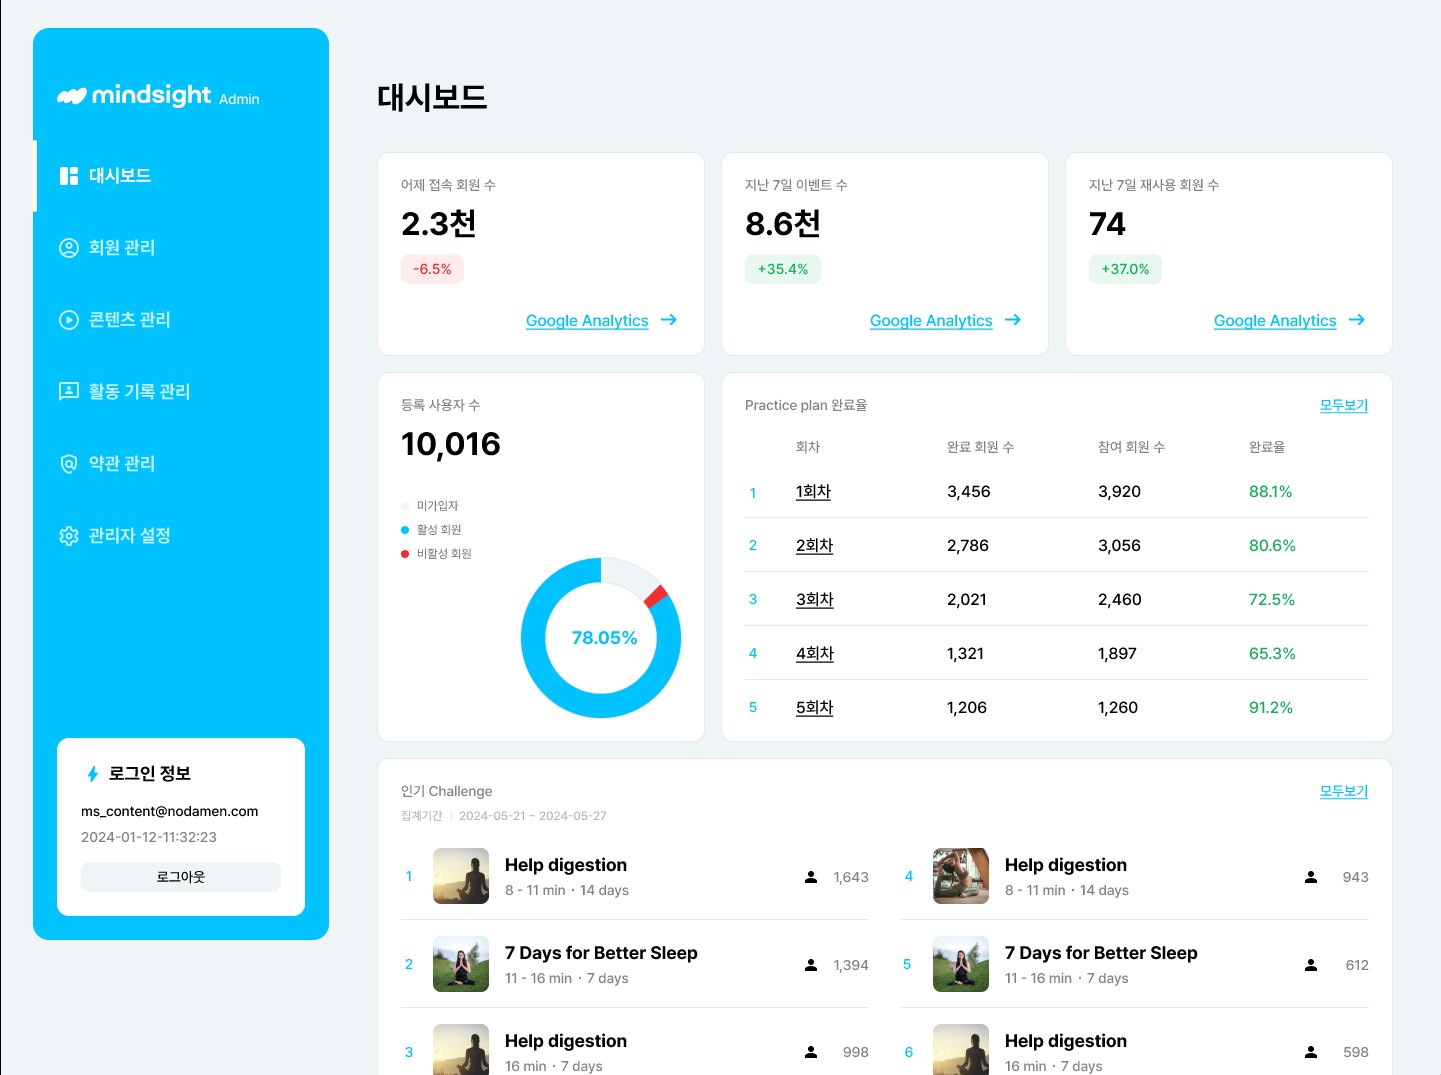 mindsight Admin
대시보드
회원 관리
콘텐츠 관리
활동 기록 관리
약관 관리
관리자 설정
로그인 정보
ms_content@nodamen.com
2024-01-12-11:32:23
로그아웃
대시보드
어제 접속 회원 수
2.3천
-6.5%
Google Analytics
지난 7일 이벤트 수
8.6천
+35.4%
Google Analytics
지난 7일 재사용 회원 수
74
+37.0%
Google Analytics
등록 사용자 수
10,016
미가입자
활성 회원
비활성 회원
78.05%
Practice plan 완료율 모두보기
회차 완료 회원 수 참여 회원 수 완료율
1 1회차 3,456 3,920 88.1%
2 2회차 2,786 3,056 80.6%
3 3회차 2,021 2,460 72.5%
4 4회차 1,321 1,897 65.3%
5 5회차 1,206 1,260 91.2%
인기 Challenge 모두보기
집계기간 | 2024-05-21 ~ 2024-05-27
1 Help digestion 1,643
8 - 11 min · 14 days
2 7 Days for Better Sleep 1,394
11 - 16 min · 7 days
3 Help digestion 998
16 min · 7 days
4 Help digestion 943
8 - 11 min · 14 days
5 7 Days for Better Sleep 612
11 - 16 min · 7 days
6 Help digestion 598
16 min · 7 days